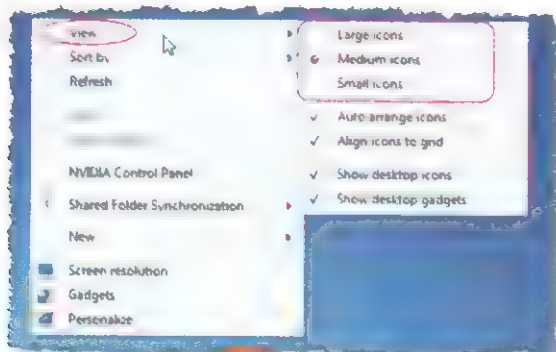 View
Sort by
Refresh
NVIDIA Control Panel
Shared Folder Synchronization
New
Screen resolution
Gadgets
Personalize
Large icons
Medium icons
Small icons
Auto arrange icons
Align icons to grid
Show desktop icons
Show desktop gadgets